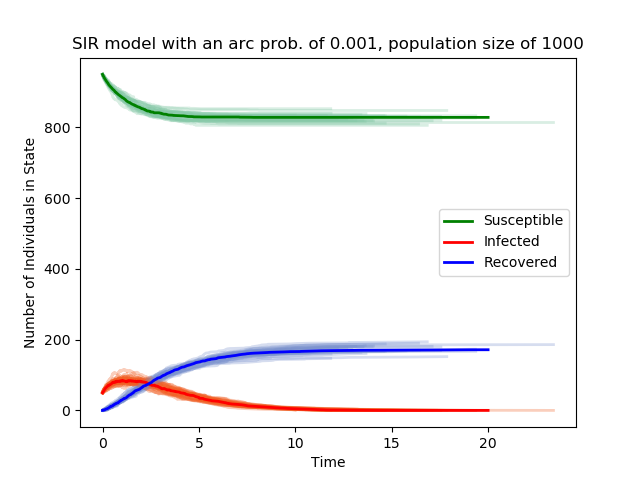 SIR model with an arc prob. of 0.001, population size of 1000
Number of Individuals in State
800
600
400
200
0
Susceptible
Infected
Recovered
0 5 10 15 20
Time